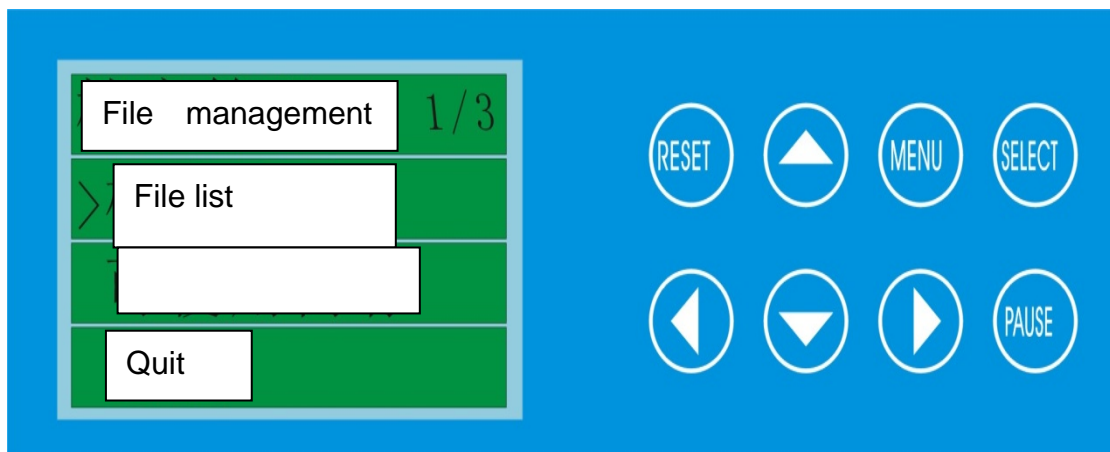 File management 1/3
>
File list
Quit
RESET MENU SELECT
PAUSE